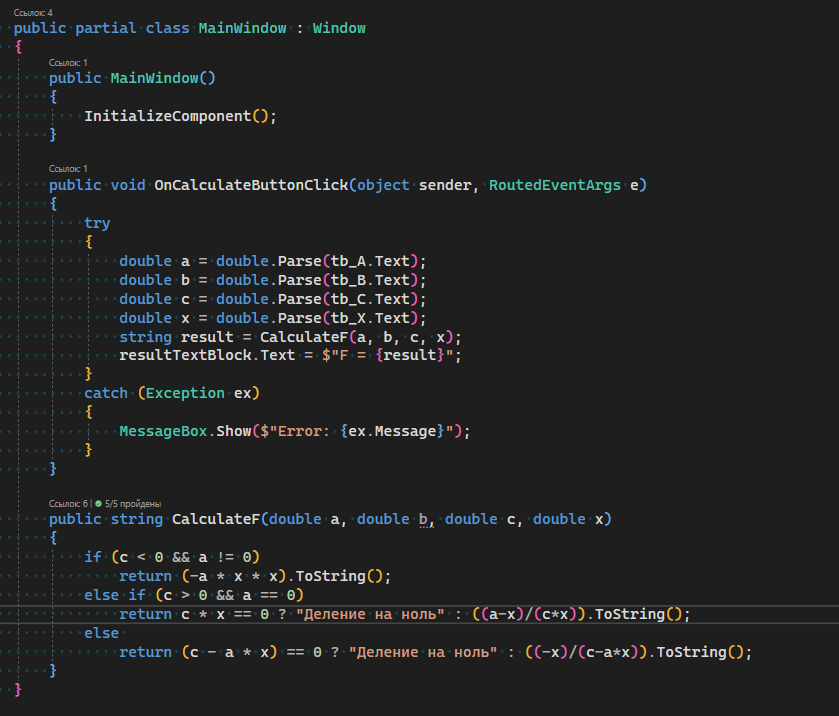 Ссылок: 4
public partial class MainWindow : Window
{
Ссылок: 1
public MainWindow()
{
InitializeComponent();
}
Ссылок: 1
public void OnCalculateButtonClick(object sender, RoutedEventArgs e)
{
try
{
double a = double.Parse(tb_A.Text);
double b = double.Parse(tb_B.Text);
double c = double.Parse(tb_C.Text);
double x = double.Parse(tb_X.Text);
string result = CalculateF(a, b, c, x);
resultTextBlock.Text = $"F = {result}";
}
catch (Exception ex)
{
MessageBox.Show($"Error: {ex.Message}");
}
}
Ссылок: 6 | 5/5 пройдены
public string CalculateF(double a, double b, double c, double x)
{
if (c < 0 && a != 0)
return (-a * x * x).ToString();
else if (c > 0 && a == 0)
return c * x == 0 ? "Деление на ноль" : ((a-x)/(c*x)).ToString();
else
return (c - a * x) == 0 ? "Деление на ноль" : ((-x)/(c-a*x)).ToString();
}
}